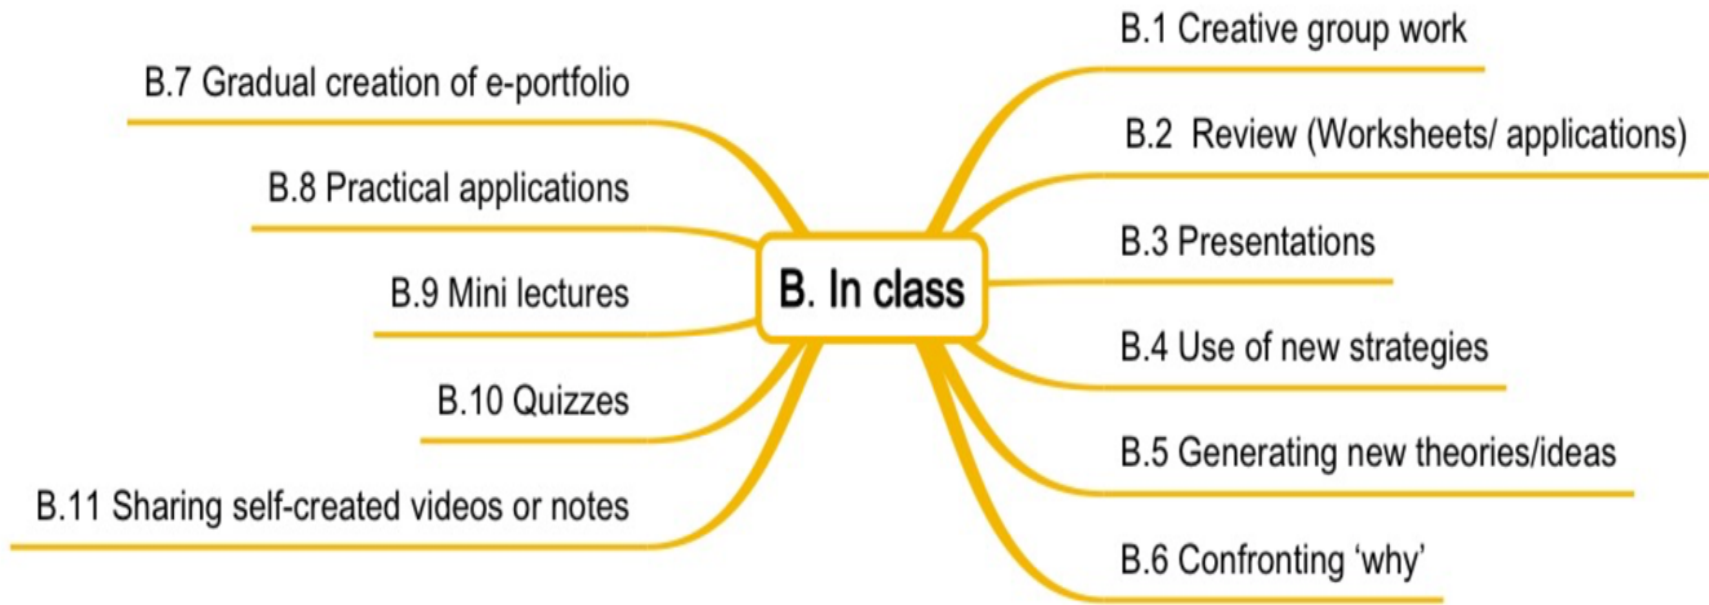 B. In class
B.1 Creative group work
B.2 Review (Worksheets/ applications)
B.3 Presentations
B.4 Use of new strategies
B.5 Generating new theories/ideas
B.6 Confronting ‘why’
B.7 Gradual creation of e-portfolio
B.8 Practical applications
B.9 Mini lectures
B.10 Quizzes
B.11 Sharing self-created videos or notes